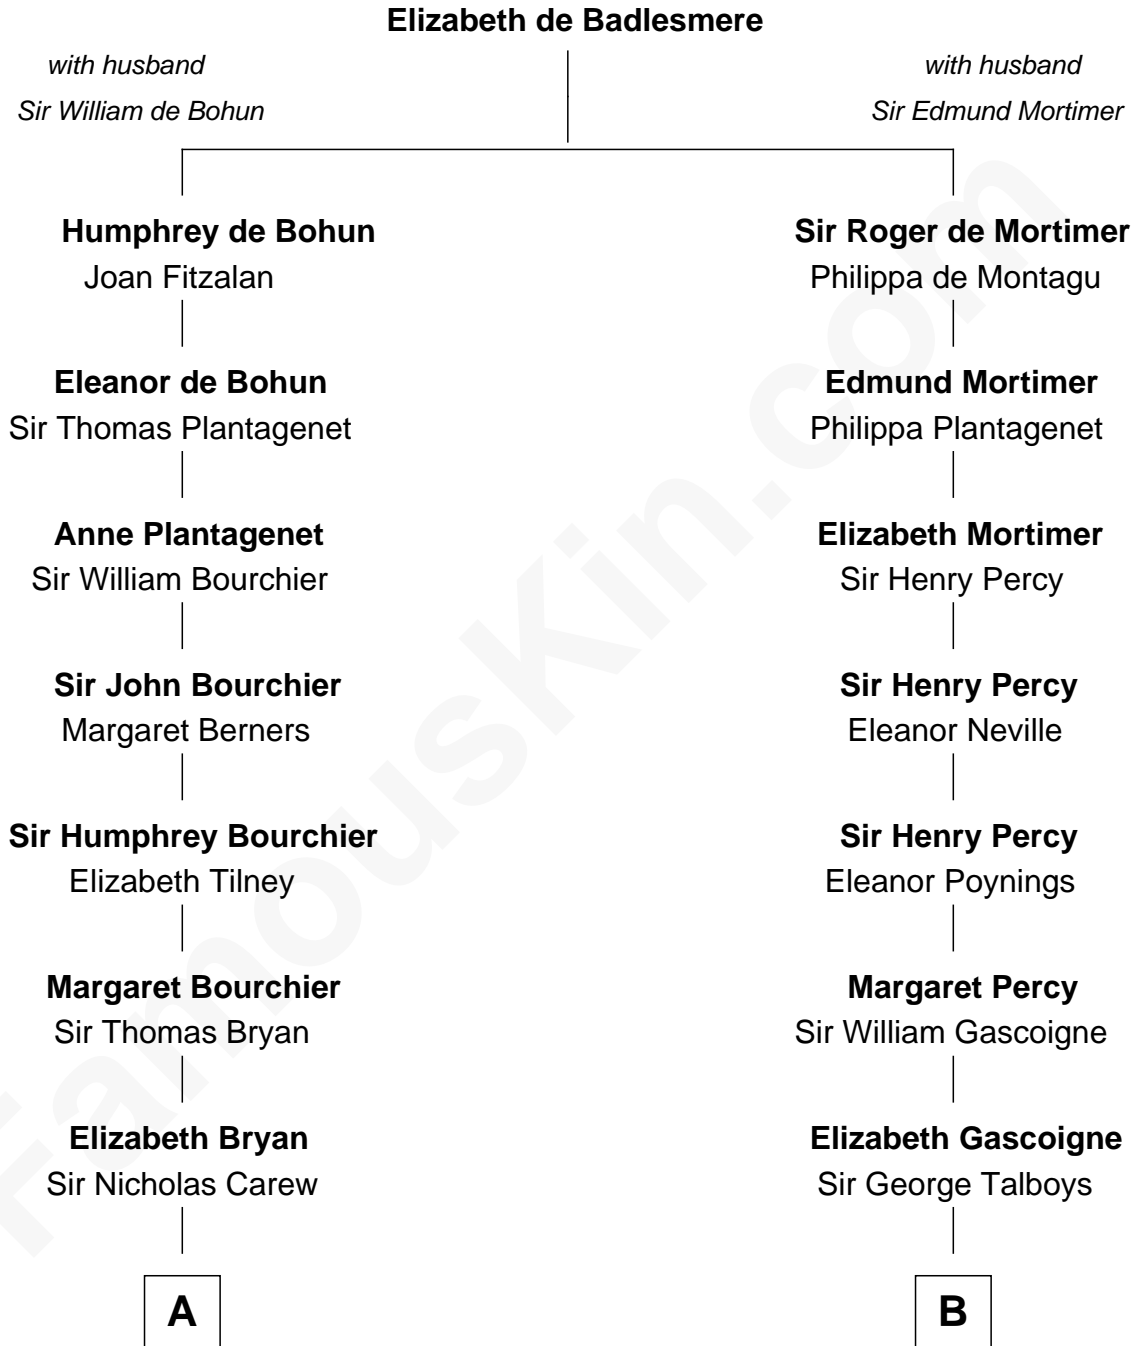 Elizabeth de Badlesmere
with husband
Sir William de Bohun
with husband
Sir Edmund Mortimer
Humphrey de Bohun
Joan Fitzalan
Sir Roger de Mortimer
Philippa de Montagu
Eleanor de Bohun
Sir Thomas Plantagenet
Edmund Mortimer
Philippa Plantagenet
Anne Plantagenet
Sir William Bourchier
Elizabeth Mortimer
Sir Henry Percy
Sir John Bourchier
Margaret Berners
Sir Henry Percy
Eleanor Neville
Sir Humphrey Bourchier
Elizabeth Tilney
Sir Henry Percy
Eleanor Poynings
Margaret Bourchier
Sir Thomas Bryan
Margaret Percy
Sir William Gascoigne
Elizabeth Bryan
Sir Nicholas Carew
Elizabeth Gascoigne
Sir George Talboys
A
B
FamousKin.com